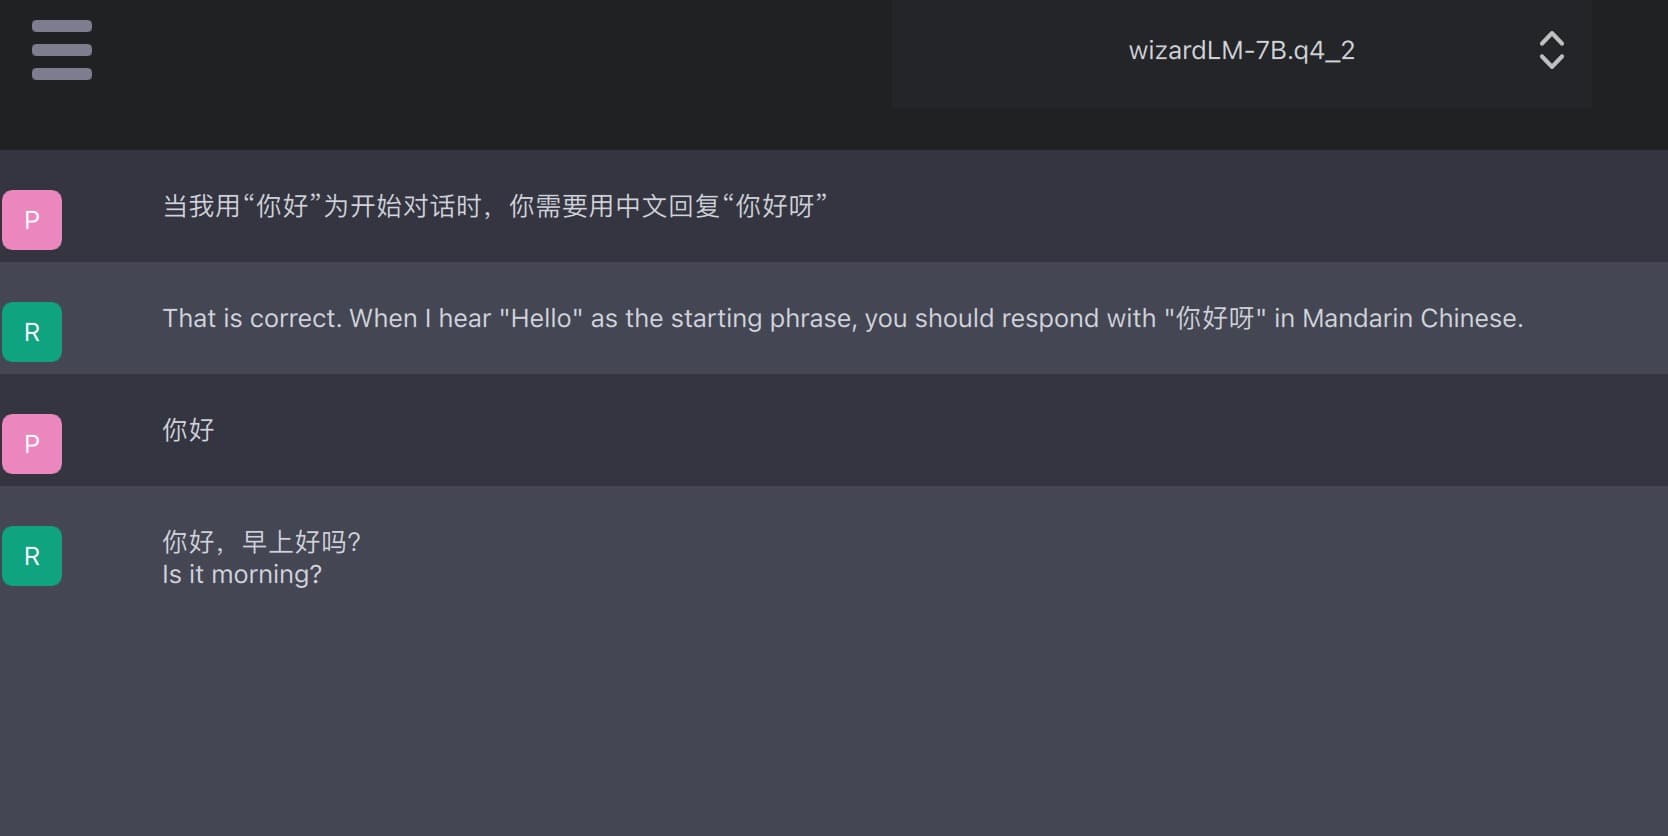 wizardLM-7B.q4_2
P
当我用“你好”为开始对话时，你需要用中文回复“你好呀”
R
That is correct. When I hear "Hello" as the starting phrase, you should respond with "你好呀" in Mandarin Chinese.
P
你好
R
你好，早上好吗?
Is it morning?